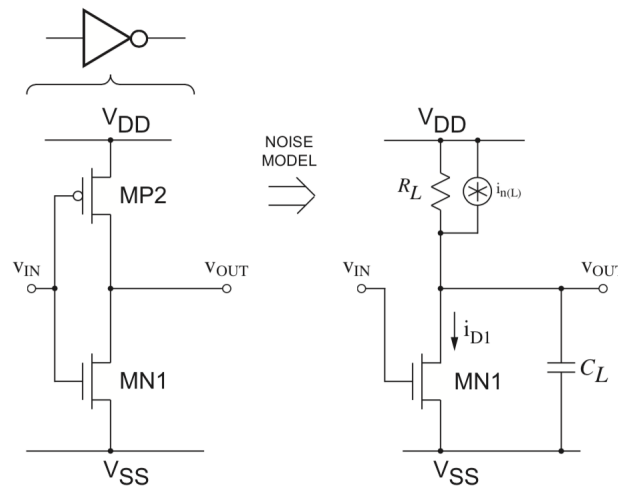 VDD
MP2
vIN
vOUT
MN1
VSS
NOISE
MODEL
VDD
RL
in(L)
vIN
vOUT
iD1
MN1
CL
VSS